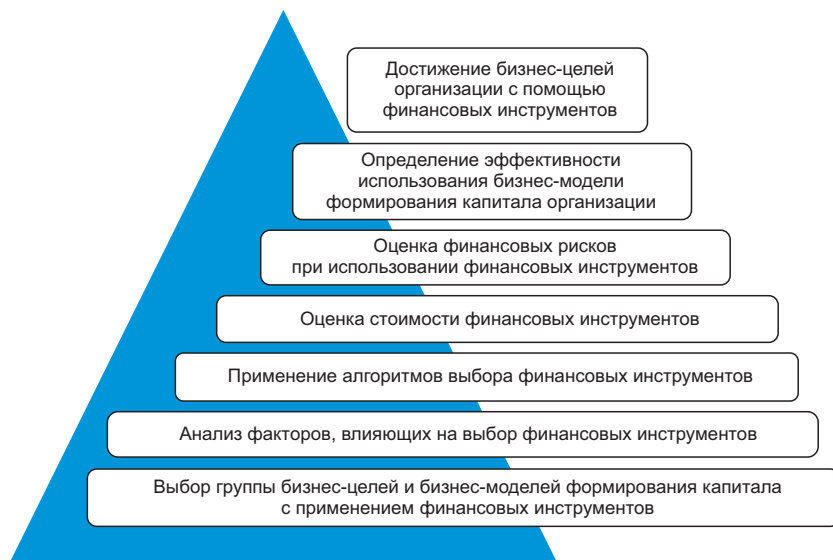 Достижение бизнес-целей
организации с помощью
финансовых инструментов
Определение эффективности
использования бизнес-модели
формирования капитала организации
Оценка финансовых рисков
при использовании финансовых инструментов
Оценка стоимости финансовых инструментов
Применение алгоритмов выбора финансовых инструментов
Анализ факторов, влияющих на выбор финансовых инструментов
Выбор группы бизнес-целей и бизнес-моделей формирования капитала
с применением финансовых инструментов